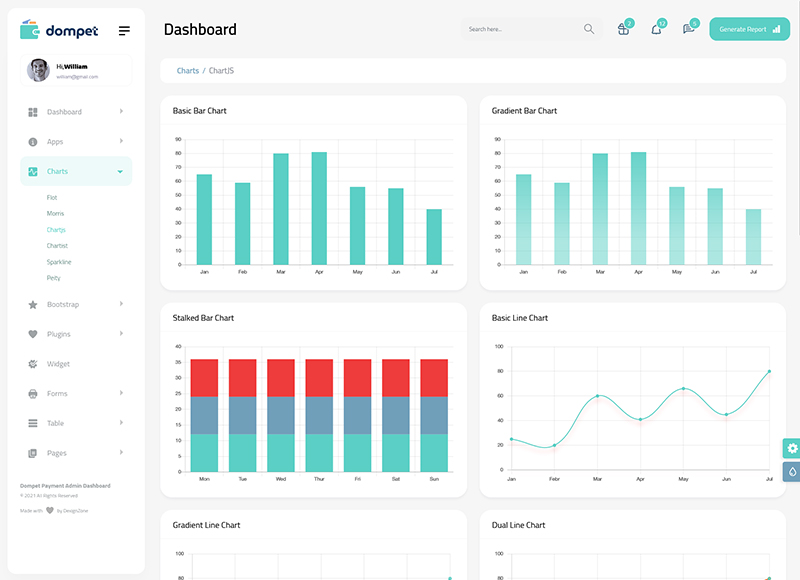 dompet
Hi,William
william@gmail.com
Dashboard
Apps
Charts
Flot
Morris
Chartjs
Chartist
Sparkline
Peity
Bootstrap
Plugins
Widget
Forms
Table
Pages
Dompet Payment Admin Dashboard
© 2021 All Rights Reserved
Made with by DexignZone
Dashboard
Search here...
2
12
5
Generate Report
Charts / ChartJS
Basic Bar Chart
90
80
70
60
50
40
30
20
10
0
Jan Feb Mar Apr May Jun Jul
Gradient Bar Chart
90
80
70
60
50
40
30
20
10
0
Jan Feb Mar Apr May Jun Jul
Stalked Bar Chart
40
35
30
25
20
15
10
5
0
Mon Tue Wed Thur Fri Sat Sun
Basic Line Chart
100
80
60
40
20
0
Jan Febr Mar Apr May Jun Jul
Gradient Line Chart
100
80
Dual Line Chart
100
80